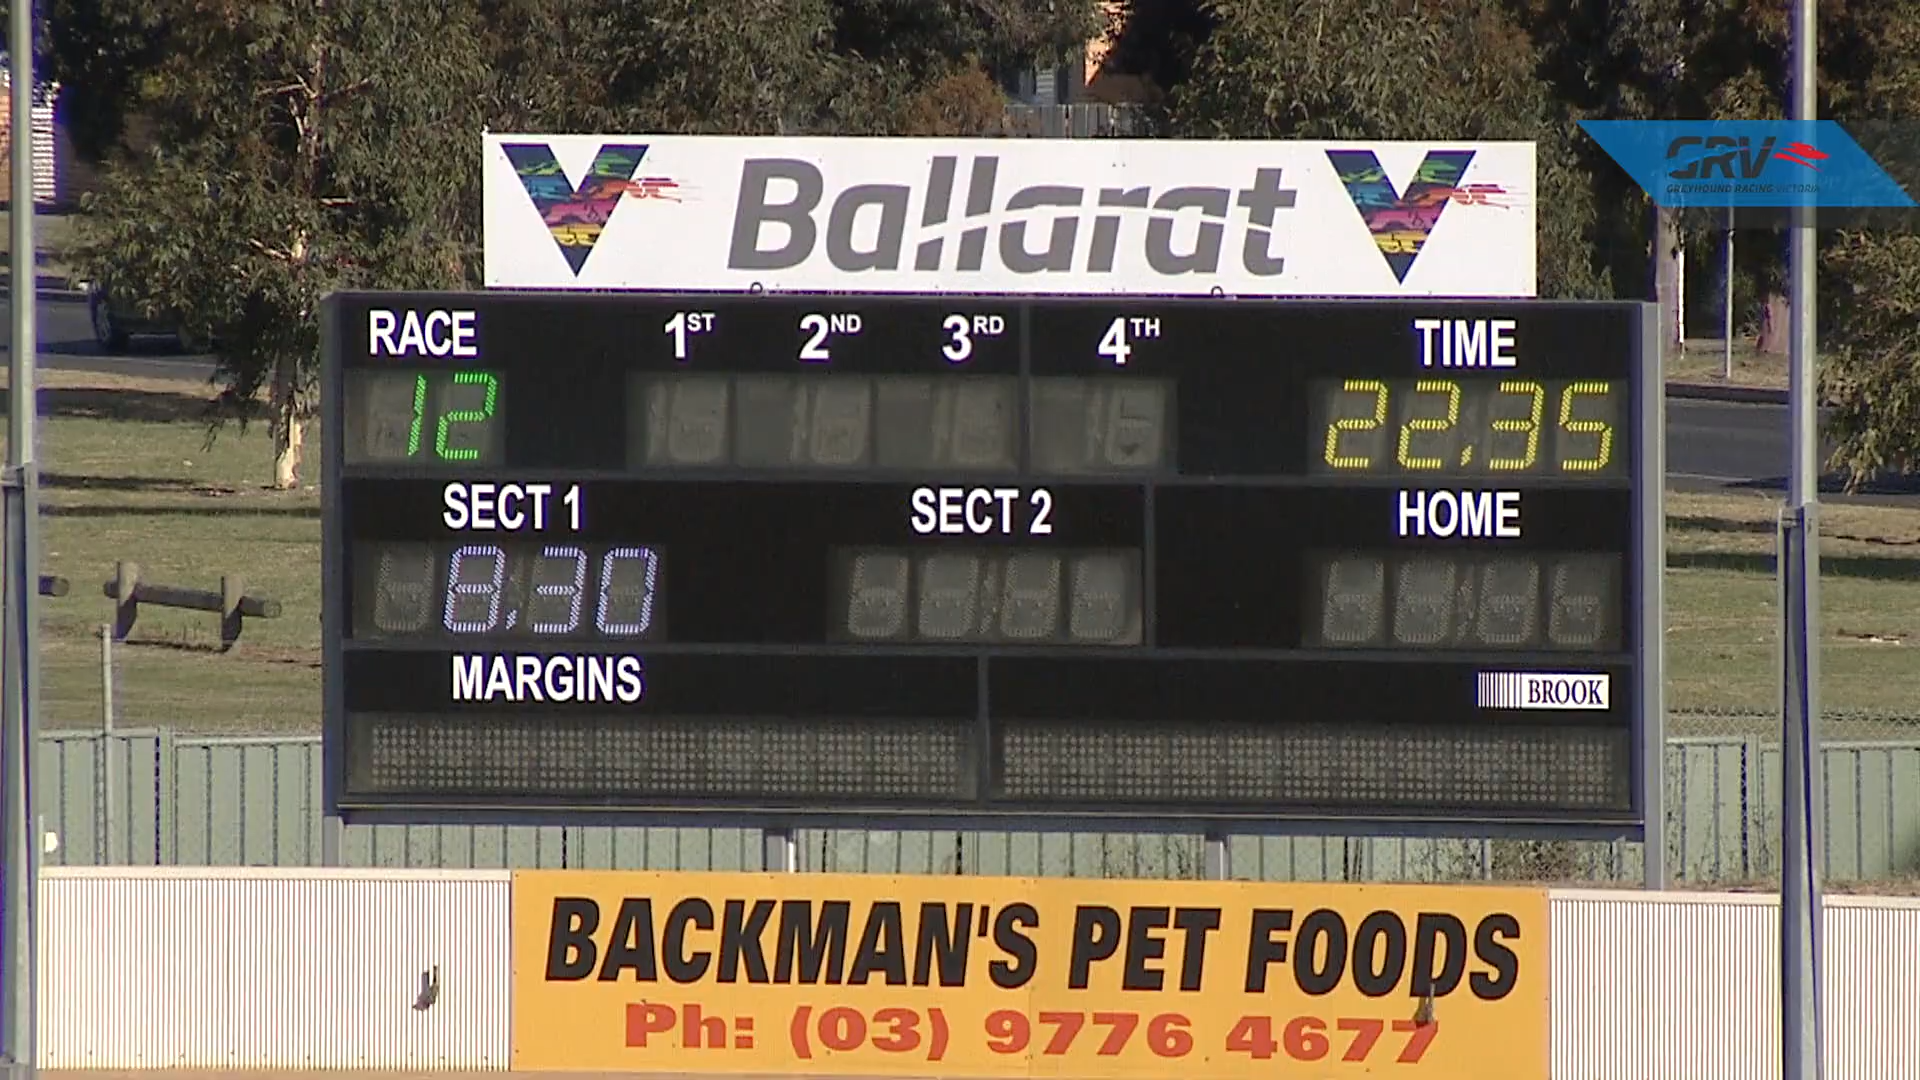 GRV
GREYHOUND RACING VICTORIA
Ballarat
RACE 1ST 2ND 3RD 4TH TIME
12 22.35
SECT 1 SECT 2 HOME
8.30
MARGINS
BROOK
BACKMAN'S PET FOODS
Ph: (03) 9776 4677